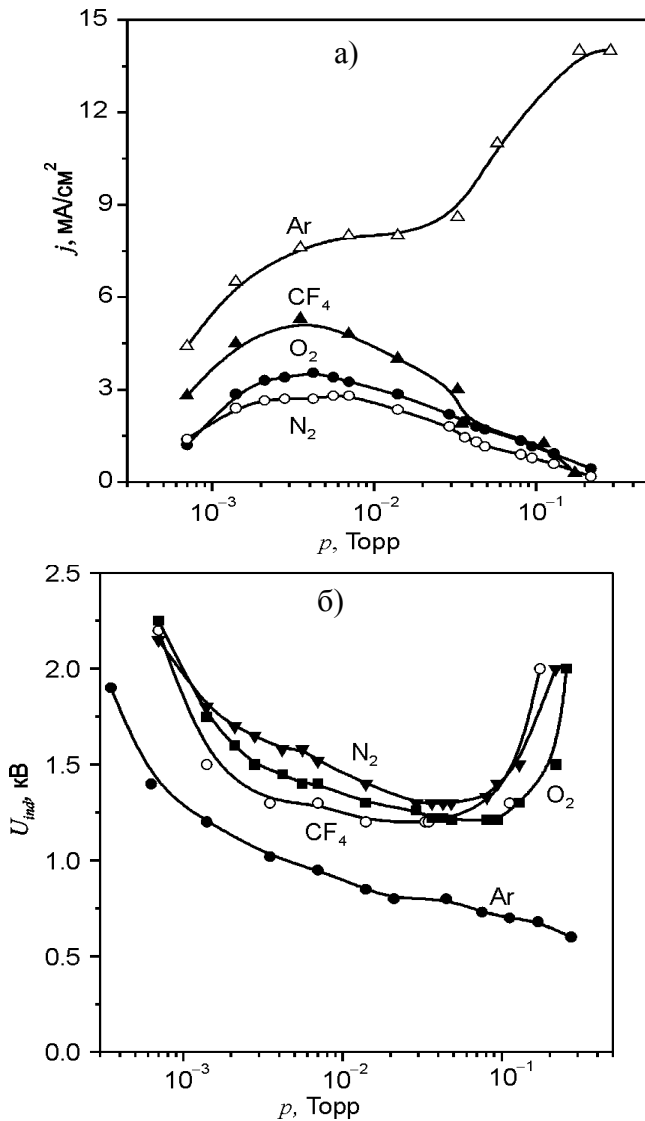 15
а)
12
9
6
3
0
j, мА/см²
Ar
CF₄
O₂
N₂
10⁻³
10⁻²
10⁻¹
p, Торр
2.5
б)
2.0
1.5
1.0
0.5
0.0
U_ind, кВ
N₂
O₂
CF₄
Ar
10⁻³
10⁻²
10⁻¹
p, Торр